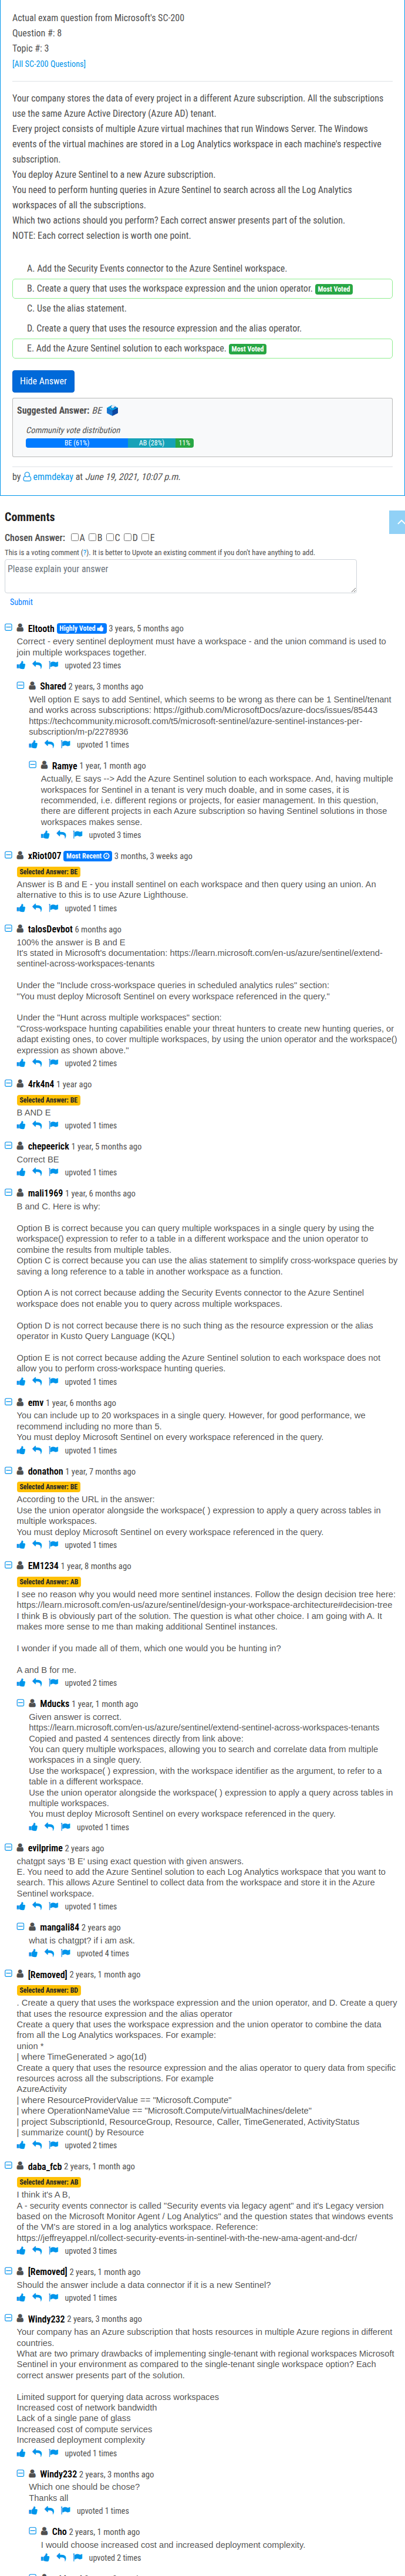 Actual exam question from Microsoft's SC-200
Question #: 8
Topic #: 3
[All SC-200 Questions]
Your company stores the data of every project in a different Azure subscription. All the subscriptions
use the same Azure Active Directory (Azure AD) tenant.
Every project consists of multiple Azure virtual machines that run Windows Server. The Windows
events of the virtual machines are stored in a Log Analytics workspace in each machine's respective
subscription.
You deploy Azure Sentinel to a new Azure subscription.
You need to perform hunting queries in Azure Sentinel to search across all the Log Analytics
workspaces of all the subscriptions.
Which two actions should you perform? Each correct answer presents part of the solution.
NOTE: Each correct selection is worth one point.
A. Add the Security Events connector to the Azure Sentinel workspace.
B. Create a query that uses the workspace expression and the union operator. Most Voted
C. Use the alias statement.
D. Create a query that uses the resource expression and the alias operator.
E. Add the Azure Sentinel solution to each workspace. Most Voted
Hide Answer
Suggested Answer: BE
Community vote distribution
BE (61%) AB (28%) 11%
by emmdekay at June 19, 2021, 10:07 p.m.
Comments
Chosen Answer: A B C D E
This is a voting comment (?). It is better to Upvote an existing comment if you don't have anything to add.
Please explain your answer
Submit
Eltooth Highly Voted 3 years, 5 months ago
Correct - every sentinel deployment must have a workspace - and the union command is used to
join multiple workspaces together.
upvoted 23 times
Shared 2 years, 3 months ago
Well option E says to add Sentinel, which seems to be wrong as there can be 1 Sentinel/tenant
and works across subscriptions: https://github.com/MicrosoftDocs/azure-docs/issues/85443
https://techcommunity.microsoft.com/t5/microsoft-sentinel/azure-sentinel-instances-per-
subscription/m-p/2278936
upvoted 1 times
Ramye 1 year, 1 month ago
Actually, E says --> Add the Azure Sentinel solution to each workspace. And, having multiple
workspaces for Sentinel in a tenant is very much doable, and in some cases, it is
recommended, i.e. different regions or projects, for easier management. In this question,
there are different projects in each Azure subscription so having Sentinel solutions in those
workspaces makes sense.
upvoted 3 times
xRiot007 Most Recent 3 months, 3 weeks ago
Selected Answer: BE
Answer is B and E - you install sentinel on each workspace and then query using an union. An
alternative to this is to use Azure Lighthouse.
upvoted 1 times
talosDevbot 6 months ago
100% the answer is B and E
It's stated in Microsoft's documentation: https://learn.microsoft.com/en-us/azure/sentinel/extend-
sentinel-across-workspaces-tenants
Under the "Include cross-workspace queries in scheduled analytics rules" section:
"You must deploy Microsoft Sentinel on every workspace referenced in the query."
Under the "Hunt across multiple workspaces" section:
"Cross-workspace hunting capabilities enable your threat hunters to create new hunting queries, or
adapt existing ones, to cover multiple workspaces, by using the union operator and the workspace()
expression as shown above."
upvoted 2 times
4rk4n4 1 year ago
Selected Answer: BE
B AND E
upvoted 1 times
chepeerick 1 year, 5 months ago
Correct BE
upvoted 1 times
mali1969 1 year, 6 months ago
B and C. Here is why:
Option B is correct because you can query multiple workspaces in a single query by using the
workspace() expression to refer to a table in a different workspace and the union operator to
combine the results from multiple tables.
Option C is correct because you can use the alias statement to simplify cross-workspace queries by
saving a long reference to a table in another workspace as a function.
Option A is not correct because adding the Security Events connector to the Azure Sentinel
workspace does not enable you to query across multiple workspaces.
Option D is not correct because there is no such thing as the resource expression or the alias
operator in Kusto Query Language (KQL)
Option E is not correct because adding the Azure Sentinel solution to each workspace does not
allow you to perform cross-workspace hunting queries.
upvoted 1 times
emv 1 year, 6 months ago
You can include up to 20 workspaces in a single query. However, for good performance, we
recommend including no more than 5.
You must deploy Microsoft Sentinel on every workspace referenced in the query.
upvoted 1 times
donathon 1 year, 7 months ago
Selected Answer: BE
According to the URL in the answer:
Use the union operator alongside the workspace( ) expression to apply a query across tables in
multiple workspaces.
You must deploy Microsoft Sentinel on every workspace referenced in the query.
upvoted 1 times
EM1234 1 year, 8 months ago
Selected Answer: AB
I see no reason why you would need more sentinel instances. Follow the design decision tree here:
https://learn.microsoft.com/en-us/azure/sentinel/design-your-workspace-architecture#decision-tree
I think B is obviously part of the solution. The question is what other choice. I am going with A. It
makes more sense to me than making additional Sentinel instances.
I wonder if you made all of them, which one would you be hunting in?
A and B for me.
upvoted 2 times
Mducks 1 year, 1 month ago
Given answer is correct.
https://learn.microsoft.com/en-us/azure/sentinel/extend-sentinel-across-workspaces-tenants
Copied and pasted 4 sentences directly from link above:
You can query multiple workspaces, allowing you to search and correlate data from multiple
workspaces in a single query.
Use the workspace( ) expression, with the workspace identifier as the argument, to refer to a
table in a different workspace.
Use the union operator alongside the workspace( ) expression to apply a query across tables in
multiple workspaces.
You must deploy Microsoft Sentinel on every workspace referenced in the query.
upvoted 1 times
evilprime 2 years ago
chatgpt says 'B E' using exact question with given answers.
E. You need to add the Azure Sentinel solution to each Log Analytics workspace that you want to
search. This allows Azure Sentinel to collect data from the workspace and store it in the Azure
Sentinel workspace.
upvoted 1 times
mangali84 2 years ago
what is chatgpt? if i am ask.
upvoted 4 times
[Removed] 2 years, 1 month ago
Selected Answer: BD
. Create a query that uses the workspace expression and the union operator, and D. Create a query
that uses the resource expression and the alias operator
Create a query that uses the workspace expression and the union operator to combine the data
from all the Log Analytics workspaces. For example:
union *
| where TimeGenerated > ago(1d)
Create a query that uses the resource expression and the alias operator to query data from specific
resources across all the subscriptions. For example
AzureActivity
| where ResourceProviderValue == "Microsoft.Compute"
| where OperationNameValue == "Microsoft.Compute/virtualMachines/delete"
| project SubscriptionId, ResourceGroup, Resource, Caller, TimeGenerated, ActivityStatus
| summarize count() by Resource
upvoted 2 times
daba_fcb 2 years, 1 month ago
Selected Answer: AB
I think it's A B,
A - security events connector is called "Security events via legacy agent" and it's Legacy version
based on the Microsoft Monitor Agent / Log Analytics" and the question states that windows events
of the VM's are stored in a log analytics workspace. Reference:
https://jeffreyappel.nl/collect-security-events-in-sentinel-with-the-new-ama-agent-and-dcr/
upvoted 3 times
[Removed] 2 years, 1 month ago
Should the answer include a data connector if it is a new Sentinel?
upvoted 1 times
Windy232 2 years, 3 months ago
Your company has an Azure subscription that hosts resources in multiple Azure regions in different
countries.
What are two primary drawbacks of implementing single-tenant with regional workspaces Microsoft
Sentinel in your environment as compared to the single-tenant single workspace option? Each
correct answer presents part of the solution.
Limited support for querying data across workspaces
Increased cost of network bandwidth
Lack of a single pane of glass
Increased cost of compute services
Increased deployment complexity
upvoted 1 times
Windy232 2 years, 3 months ago
Which one should be chose?
Thanks all
upvoted 1 times
Cho 2 years, 1 month ago
I would choose increased cost and increased deployment complexity.
upvoted 2 times